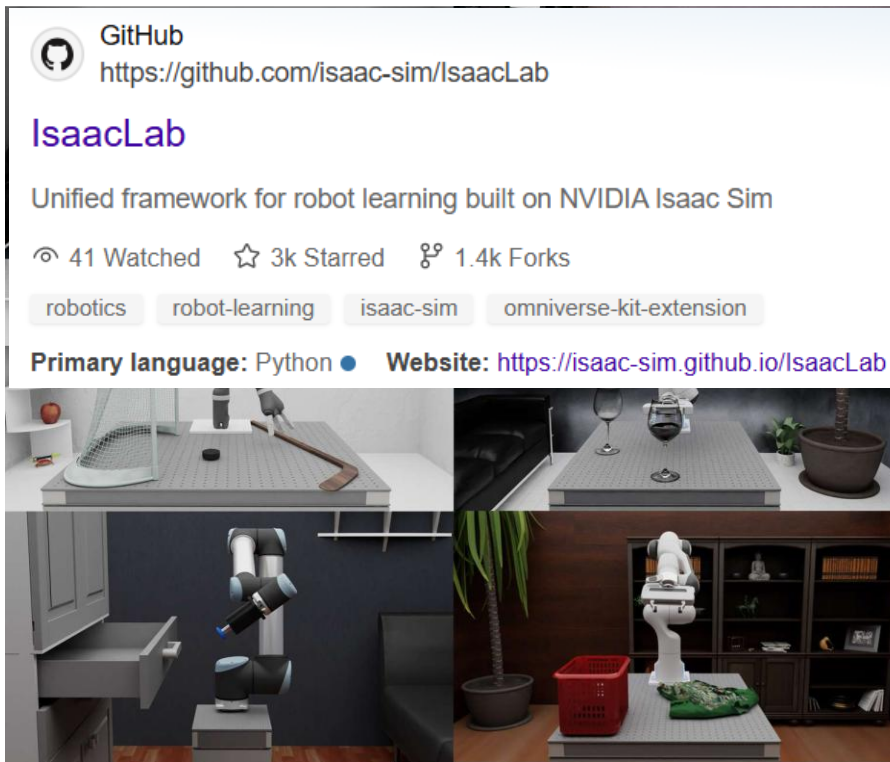 GitHub
https://github.com/isaac-sim/IsaacLab
IsaacLab
Unified framework for robot learning built on NVIDIA Isaac Sim
41 Watched 3k Starred 1.4k Forks
robotics robot-learning isaac-sim omniverse-kit-extension
Primary language: Python Website: https://isaac-sim.github.io/IsaacLab